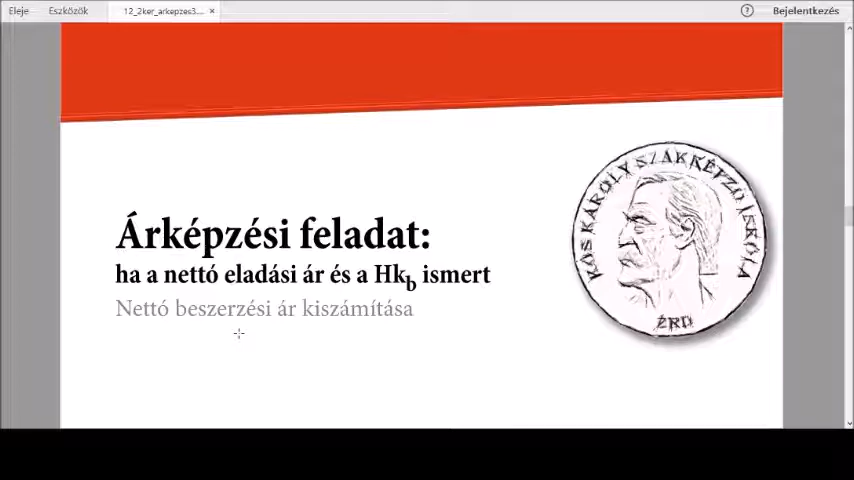 Eleje Eszközök 12_2ker_arkepzes3... × ? Bejelentkezés
KÓS KÁROLY SZAKKÉPZŐ ISKOLA
ÉRD
Árképzési feladat:
ha a nettó eladási ár és a Hkb ismert
Nettó beszerzési ár kiszámítása